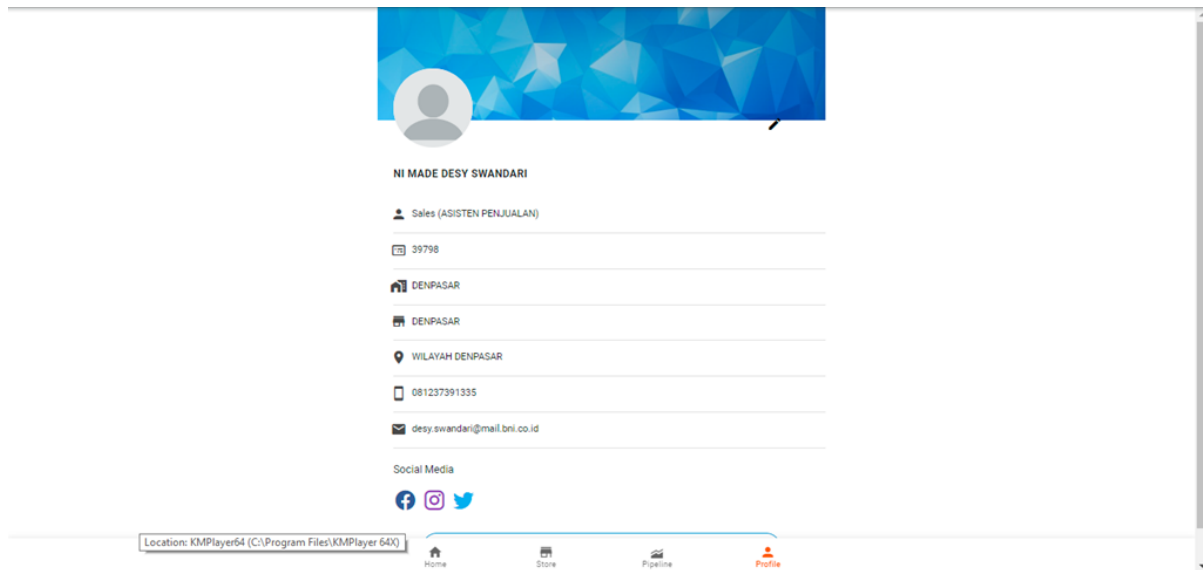 NI MADE DESY SWANDARI
Sales (ASISTEN PENJUALAN)
39798
DENPASAR
DENPASAR
WILAYAH DENPASAR
081237391335
desy.swandari@mail.bni.co.id
Social Media
Location: KMPlayer64 (C:\Program Files\KMPlayer 64X)
Home
Store
Pipeline
Profile